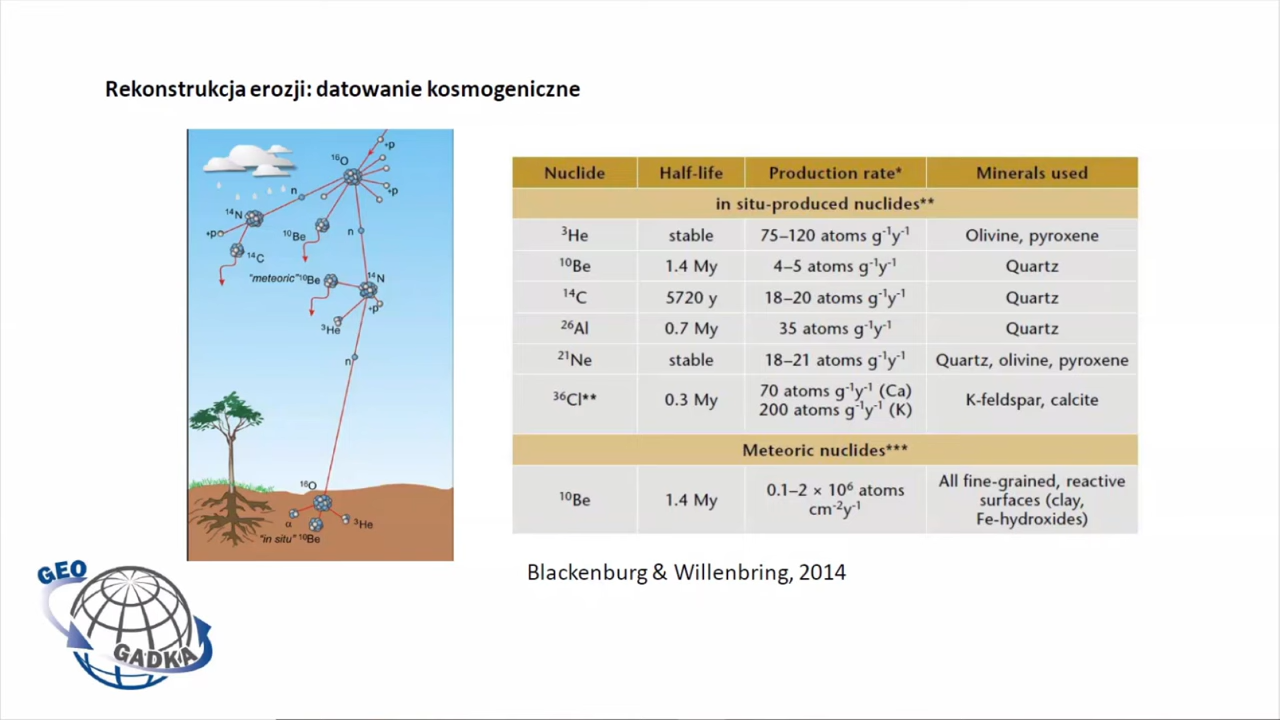 Rekonstrukcja erozji: datowanie kosmogeniczne
+p
¹⁶O
+p
n
¹⁴N
+p
¹⁰Be
n
¹⁴C
"meteoric"¹⁰Be
¹⁴N
+p
³He
n
¹⁶O
α
³He
"in situ" ¹⁰Be
Nuclide Half-life Production rate* Minerals used
in situ-produced nuclides**
³He stable 75–120 atoms g⁻¹y⁻¹ Olivine, pyroxene
¹⁰Be 1.4 My 4–5 atoms g⁻¹y⁻¹ Quartz
¹⁴C 5720 y 18–20 atoms g⁻¹y⁻¹ Quartz
²⁶Al 0.7 My 35 atoms g⁻¹y⁻¹ Quartz
²¹Ne stable 18–21 atoms g⁻¹y⁻¹ Quartz, olivine, pyroxene
³⁶Cl** 0.3 My 70 atoms g⁻¹y⁻¹ (Ca)
200 atoms g⁻¹y⁻¹ (K) K-feldspar, calcite
Meteoric nuclides***
¹⁰Be 1.4 My 0.1–2 × 10⁶ atoms
cm⁻²y⁻¹
All fine-grained, reactive
surfaces (clay,
Fe-hydroxides)
Blackenburg & Willenbring, 2014
GEO
GADKA